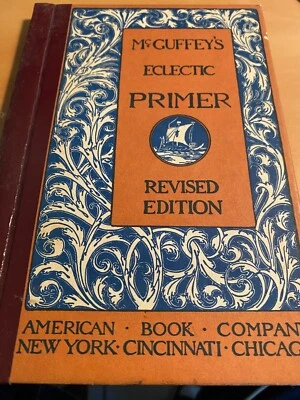 McGUFFEY'S
ECLECTIC
PRIMER
REVISED
EDITION
AMERICAN · BOOK · COMPAN
NEW YORK · CINCINNATI · CHICAG